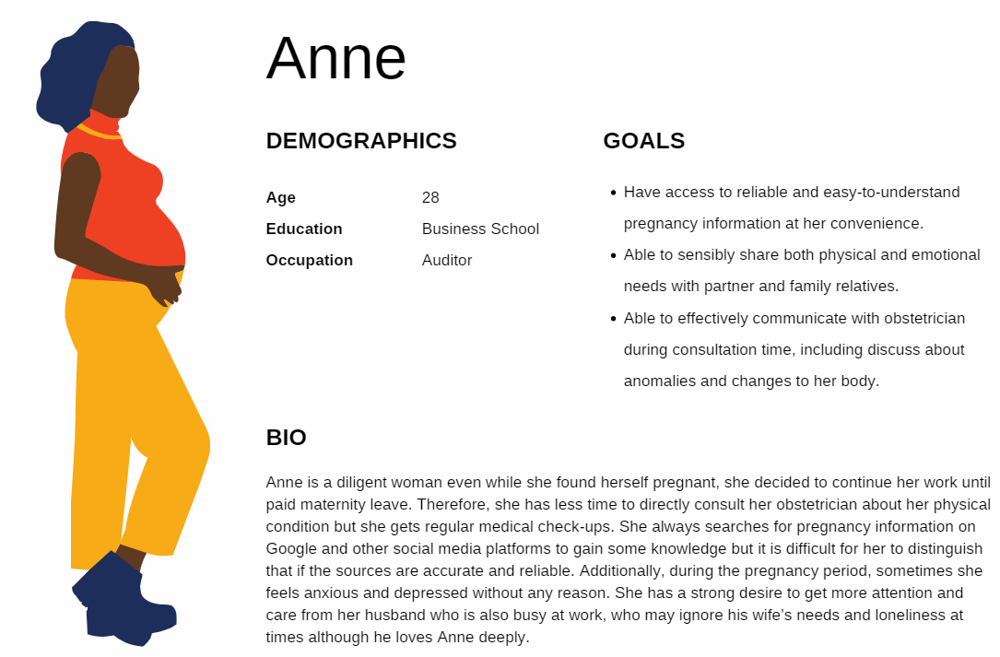 Anne
DEMOGRAPHICS
Age 28
Education Business School
Occupation Auditor
GOALS
• Have access to reliable and easy-to-understand
pregnancy information at her convenience.
• Able to sensibly share both physical and emotional
needs with partner and family relatives.
• Able to effectively communicate with obstetrician
during consultation time, including discuss about
anomalies and changes to her body.
BIO
Anne is a diligent woman even while she found herself pregnant, she decided to continue her work until
paid maternity leave. Therefore, she has less time to directly consult her obstetrician about her physical
condition but she gets regular medical check-ups. She always searches for pregnancy information on
Google and other social media platforms to gain some knowledge but it is difficult for her to distinguish
that if the sources are accurate and reliable. Additionally, during the pregnancy period, sometimes she
feels anxious and depressed without any reason. She has a strong desire to get more attention and
care from her husband who is also busy at work, who may ignore his wife’s needs and loneliness at
times although he loves Anne deeply.